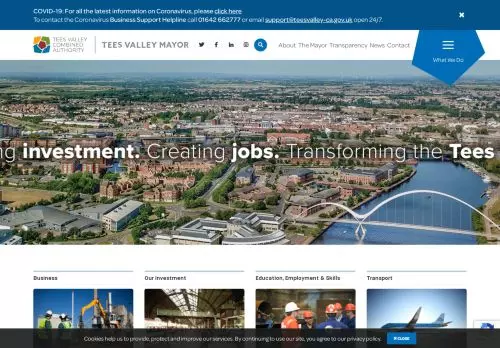 COVID-19: For all the latest information on Coronavirus, please click here
To contact the Coronavirus Business Support Helpline call 01642 662777 or email support@teesvalley-ca.gov.uk open 24/7.
TEES VALLEY
COMBINED
AUTHORITY
TEES VALLEY MAYOR
About The Mayor Transparency News Contact
What We Do
ng investment. Creating jobs. Transforming the Tees
Business
Our investment
Education, Employment & Skills
Transport
Cookies help us to provide, protect and improve our services. By continuing to use our site, you agree to our privacy policy.
X CLOSE